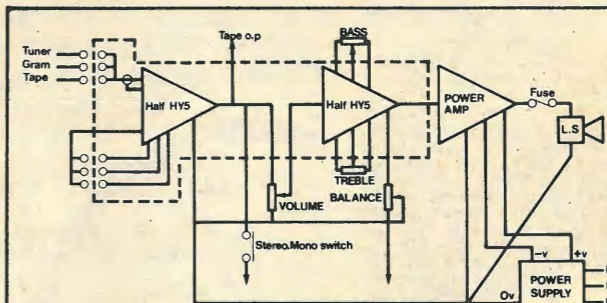 Tape o.p
BASS
Tuner
Gram
Tape
Half HY5
Half HY5
POWER
AMP
Fuse
L.S
TREBLE
VOLUME
BALANCE
Stereo.Mono switch
-v
+v
Ov
POWER
SUPPLY